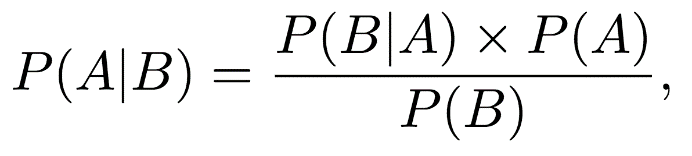 P(A|B) = P(B|A) × P(A) / P(B),